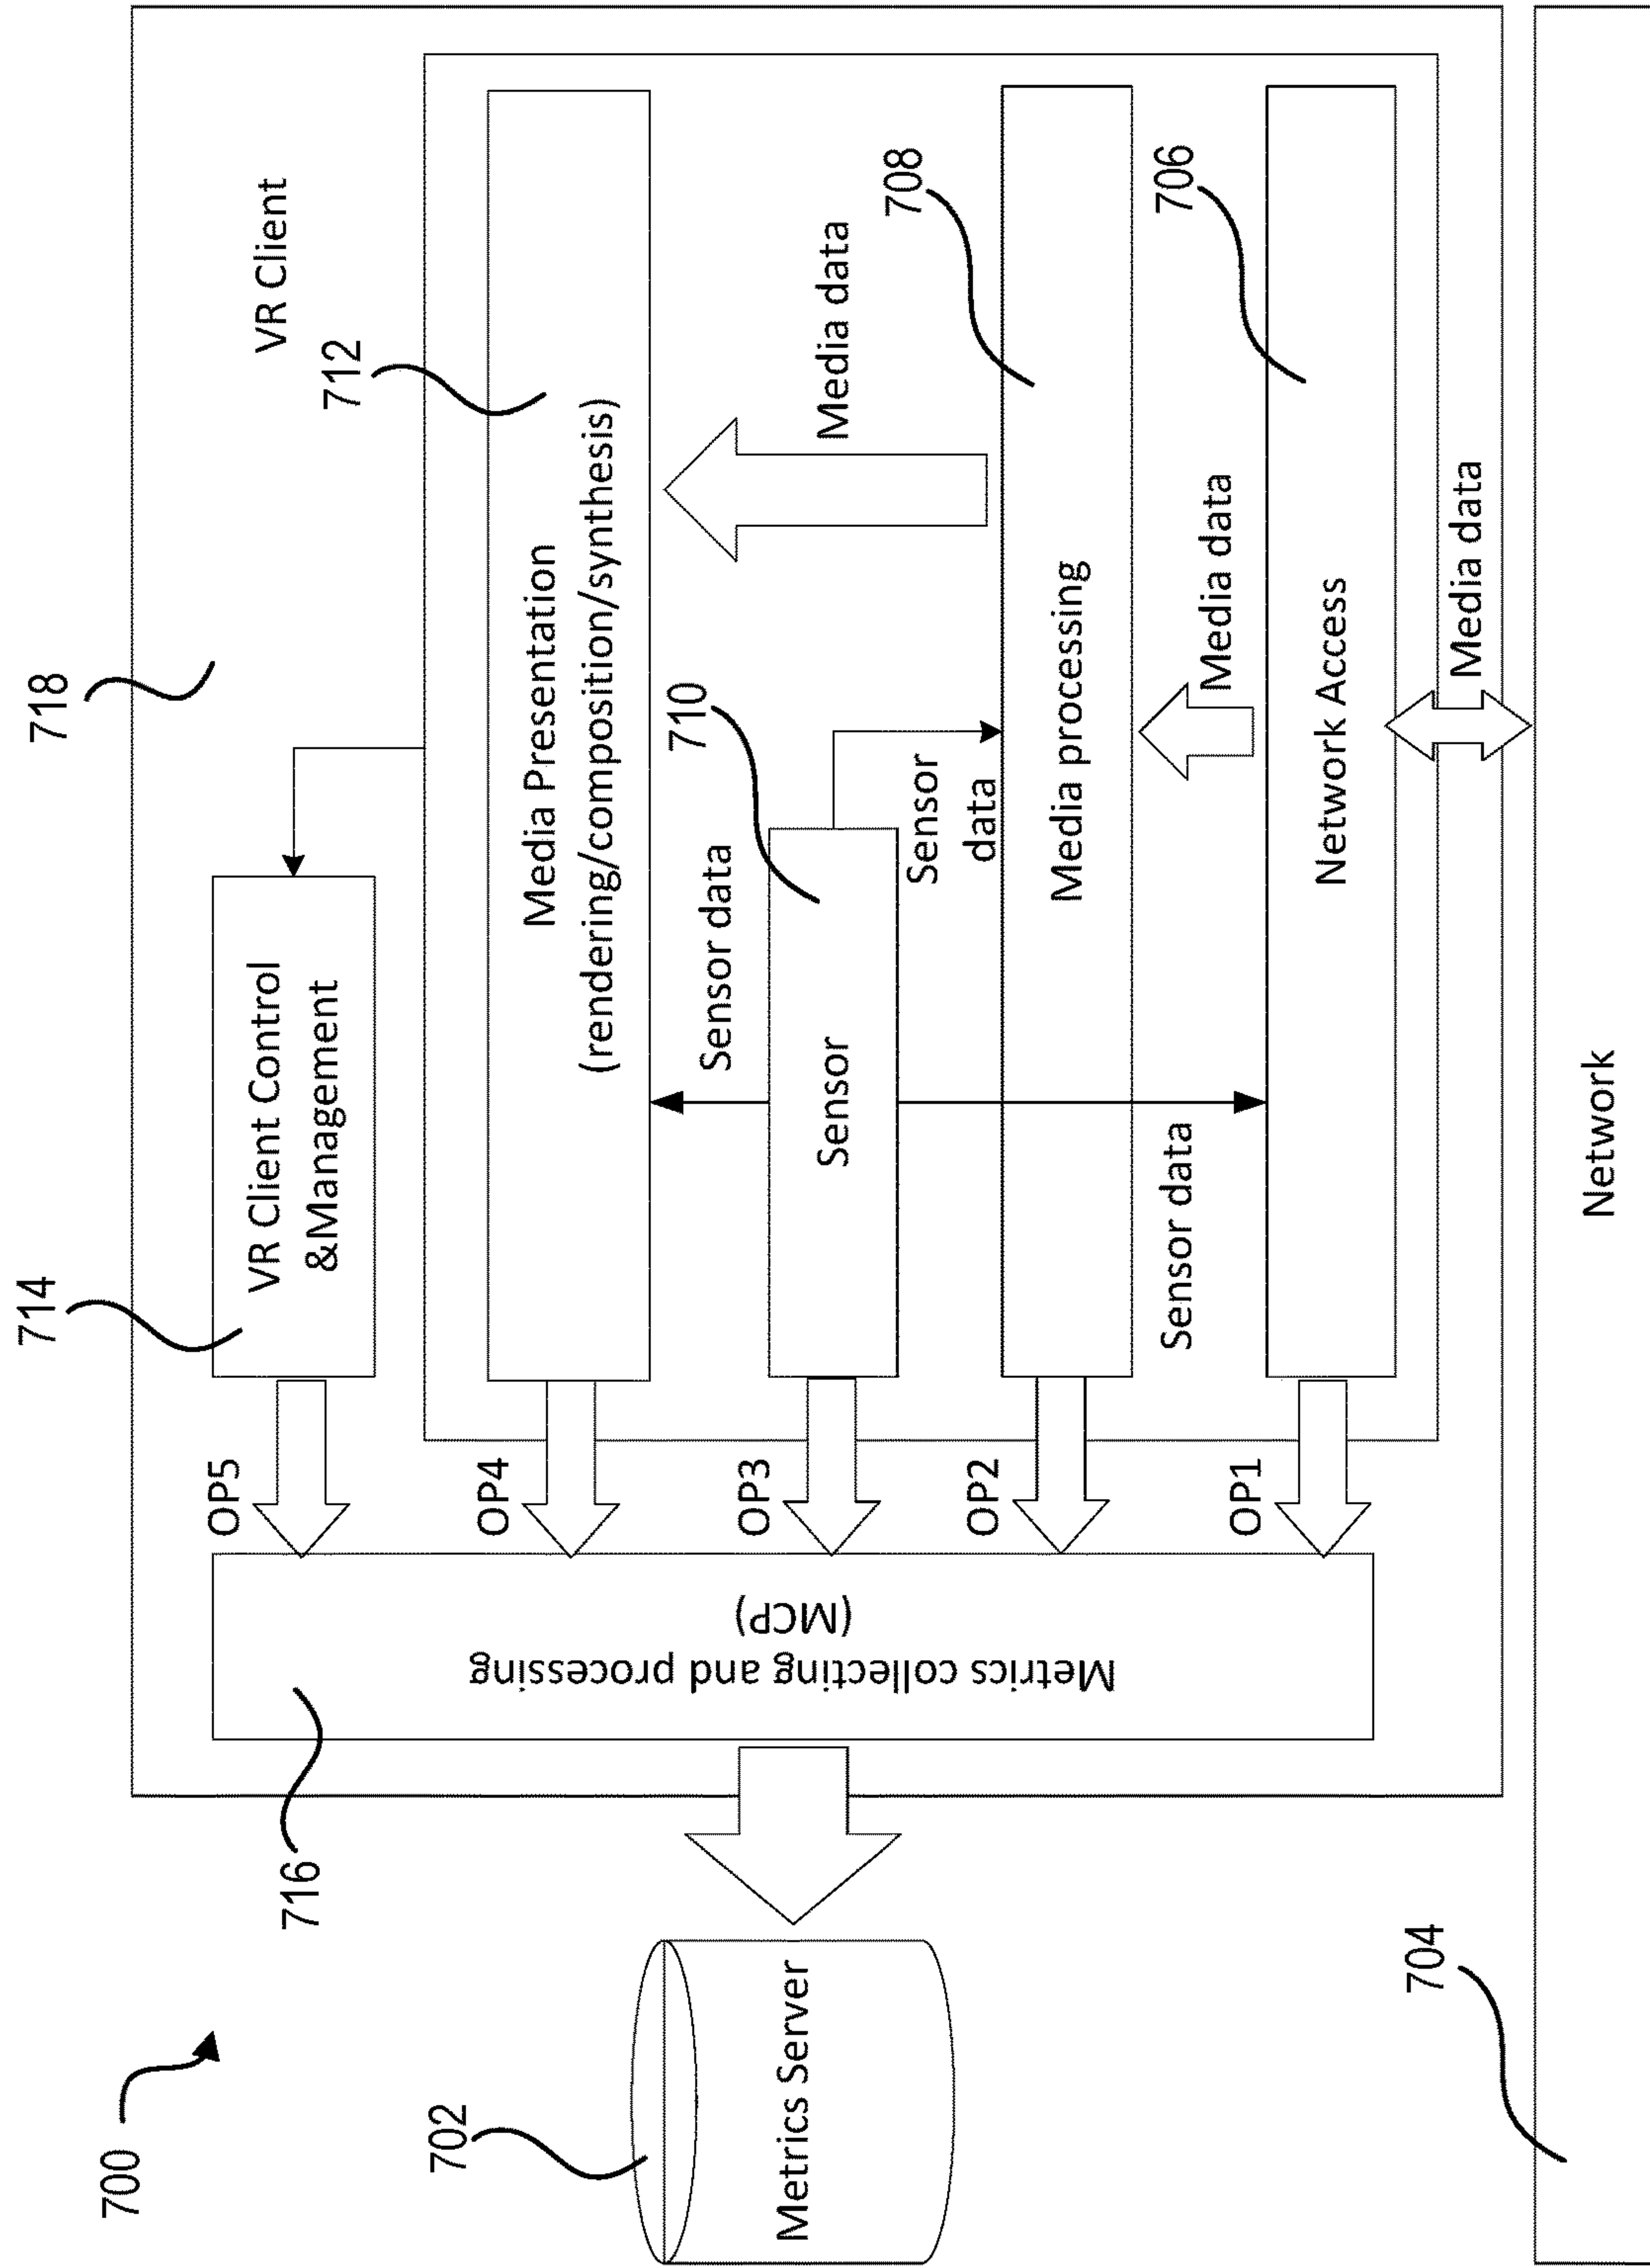 700
718
VR Client
714
VR Client Control
&Management
712
Media Presentation
(rendering/composition/synthesis)
OP5
OP4
OP3
OP2
OP1
716
Metrics collecting and processing
(MCP)
702
Metrics Server
Sensor data
710
Sensor
Sensor
data
Media data
708
Media processing
Sensor data
Media data
706
Network Access
Media data
704
Network